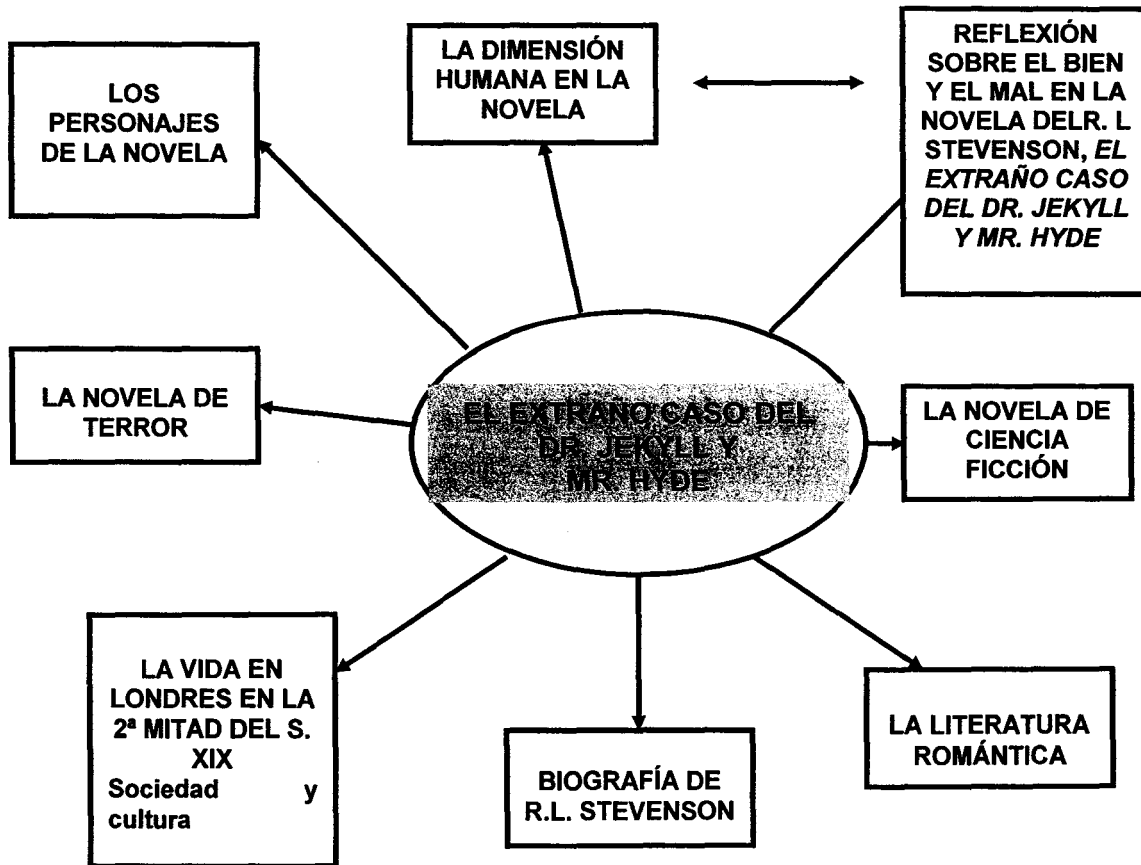 LOS
PERSONAJES
DE LA NOVELA
LA DIMENSIÓN
HUMANA EN LA
NOVELA
REFLEXIÓN
SOBRE EL BIEN
Y EL MAL EN LA
NOVELA DELR. L
STEVENSON, EL
EXTRAÑO CASO
DEL DR. JEKYLL
Y MR. HYDE
LA NOVELA DE
TERROR
EL EXTRAÑO CASO DEL
DR. JEKYLL Y
MR. HYDE
LA NOVELA DE
CIENCIA
FICCIÓN
LA VIDA EN
LONDRES EN LA
2ª MITAD DEL S.
XIX
Sociedad y
cultura
BIOGRAFÍA DE
R.L. STEVENSON
LA LITERATURA
ROMÁNTICA